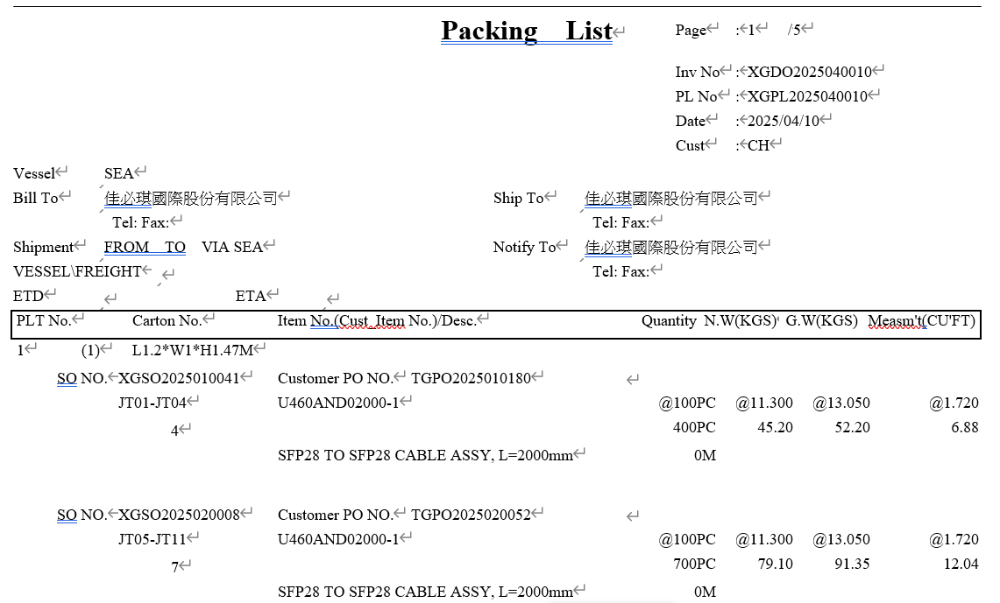 Packing List
Page : 1 /5
Inv No : XGDO2025040010
PL No : XGPL2025040010
Date : 2025/04/10
Cust : CH
Vessel SEA
Bill To 佳必琪國際股份有限公司 Ship To 佳必琪國際股份有限公司
Tel: Fax: Tel: Fax:
Shipment FROM TO VIA SEA Notify To 佳必琪國際股份有限公司
VESSEL\FREIGHT Tel: Fax:
ETD ETA
PLT No. Carton No. Item No.(Cust_Item No.)/Desc. Quantity N.W(KGS) G.W(KGS) Measm't(CU'FT)
1 (1) L1.2*W1*H1.47M
SO NO. XGSO2025010041 Customer PO NO. TGPO2025010180
JT01-JT04 U460AND02000-1 @100PC @11.300 @13.050 @1.720
4 400PC 45.20 52.20 6.88
SFP28 TO SFP28 CABLE ASSY, L=2000mm 0M
SO NO. XGSO2025020008 Customer PO NO. TGPO2025020052
JT05-JT11 U460AND02000-1 @100PC @11.300 @13.050 @1.720
7 700PC 79.10 91.35 12.04
SFP28 TO SFP28 CABLE ASSY, L=2000mm 0M